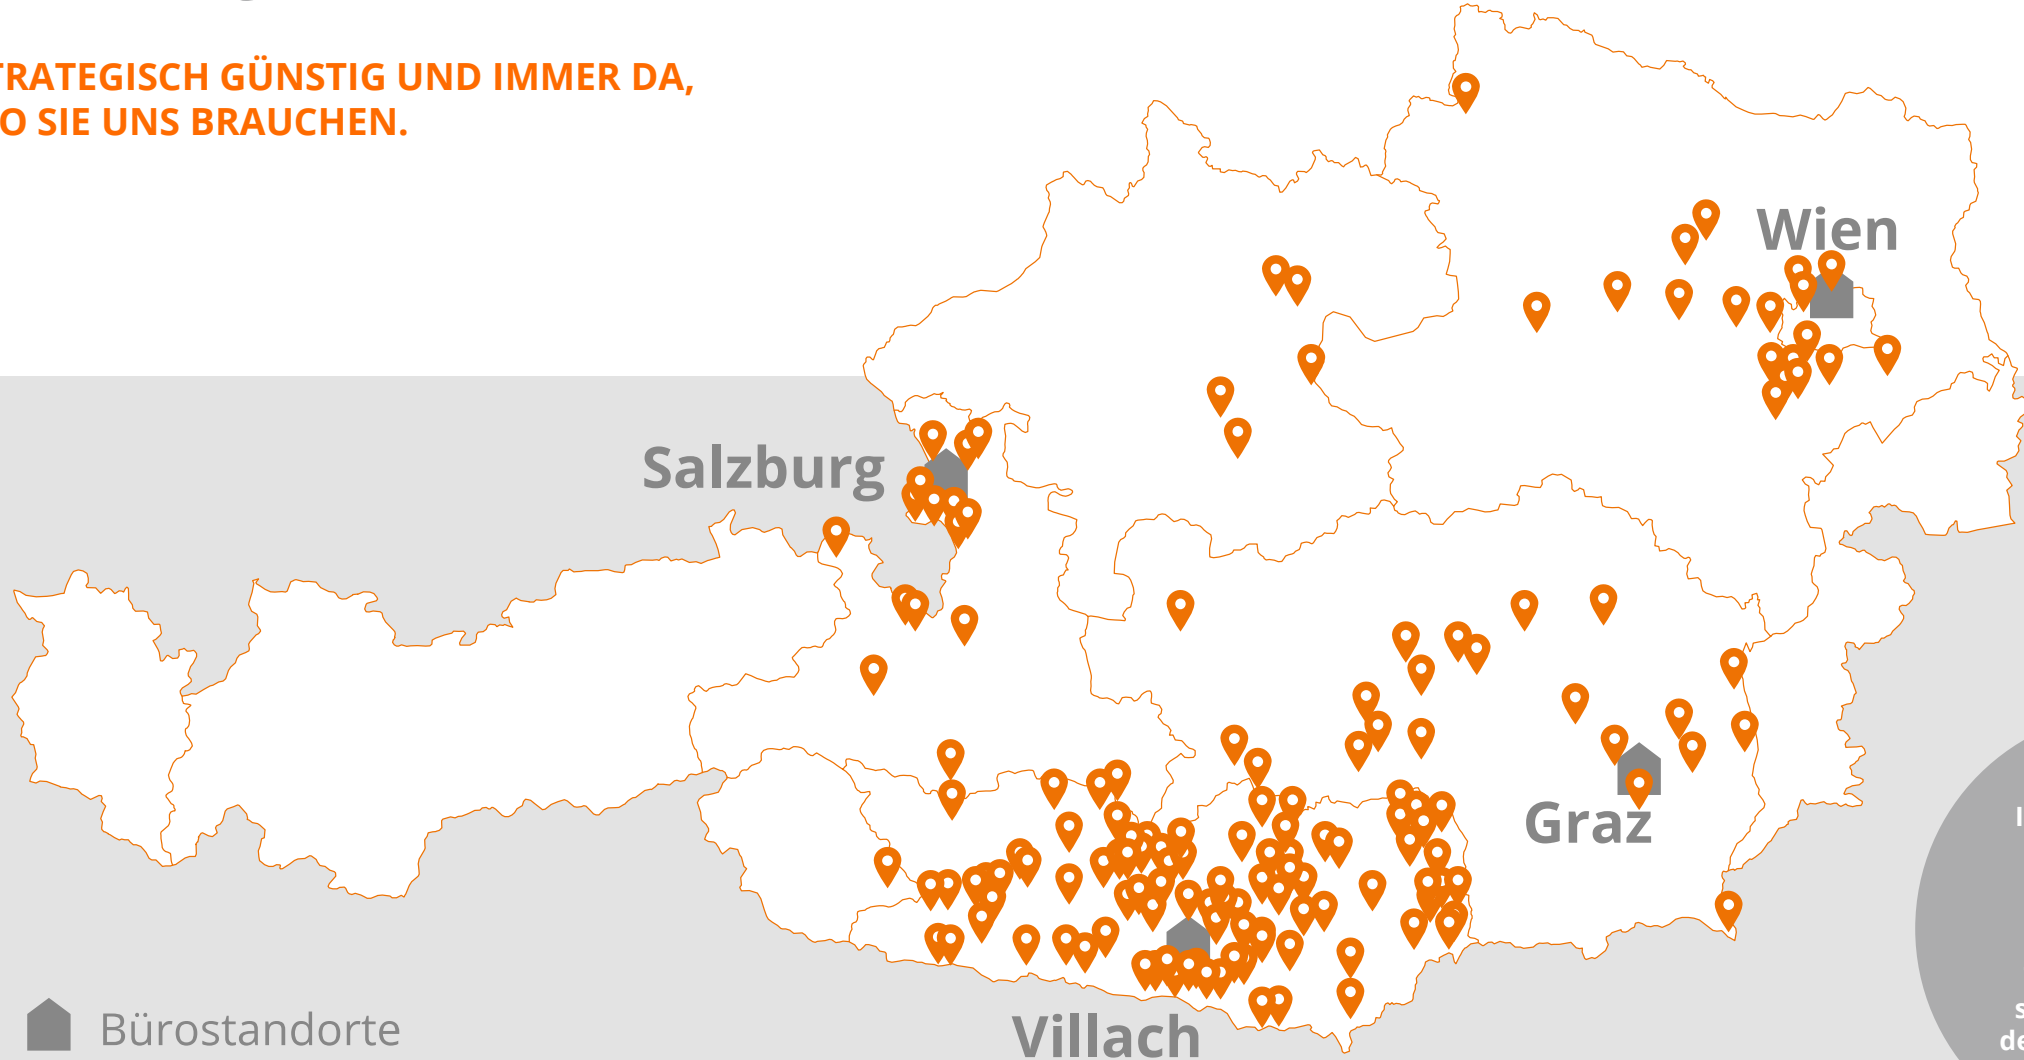 TRATEGISCH GÜNSTIG UND IMMER DA,
O SIE UNS BRAUCHEN.
Wien
Salzburg
Graz
Villach
Bürostandorte